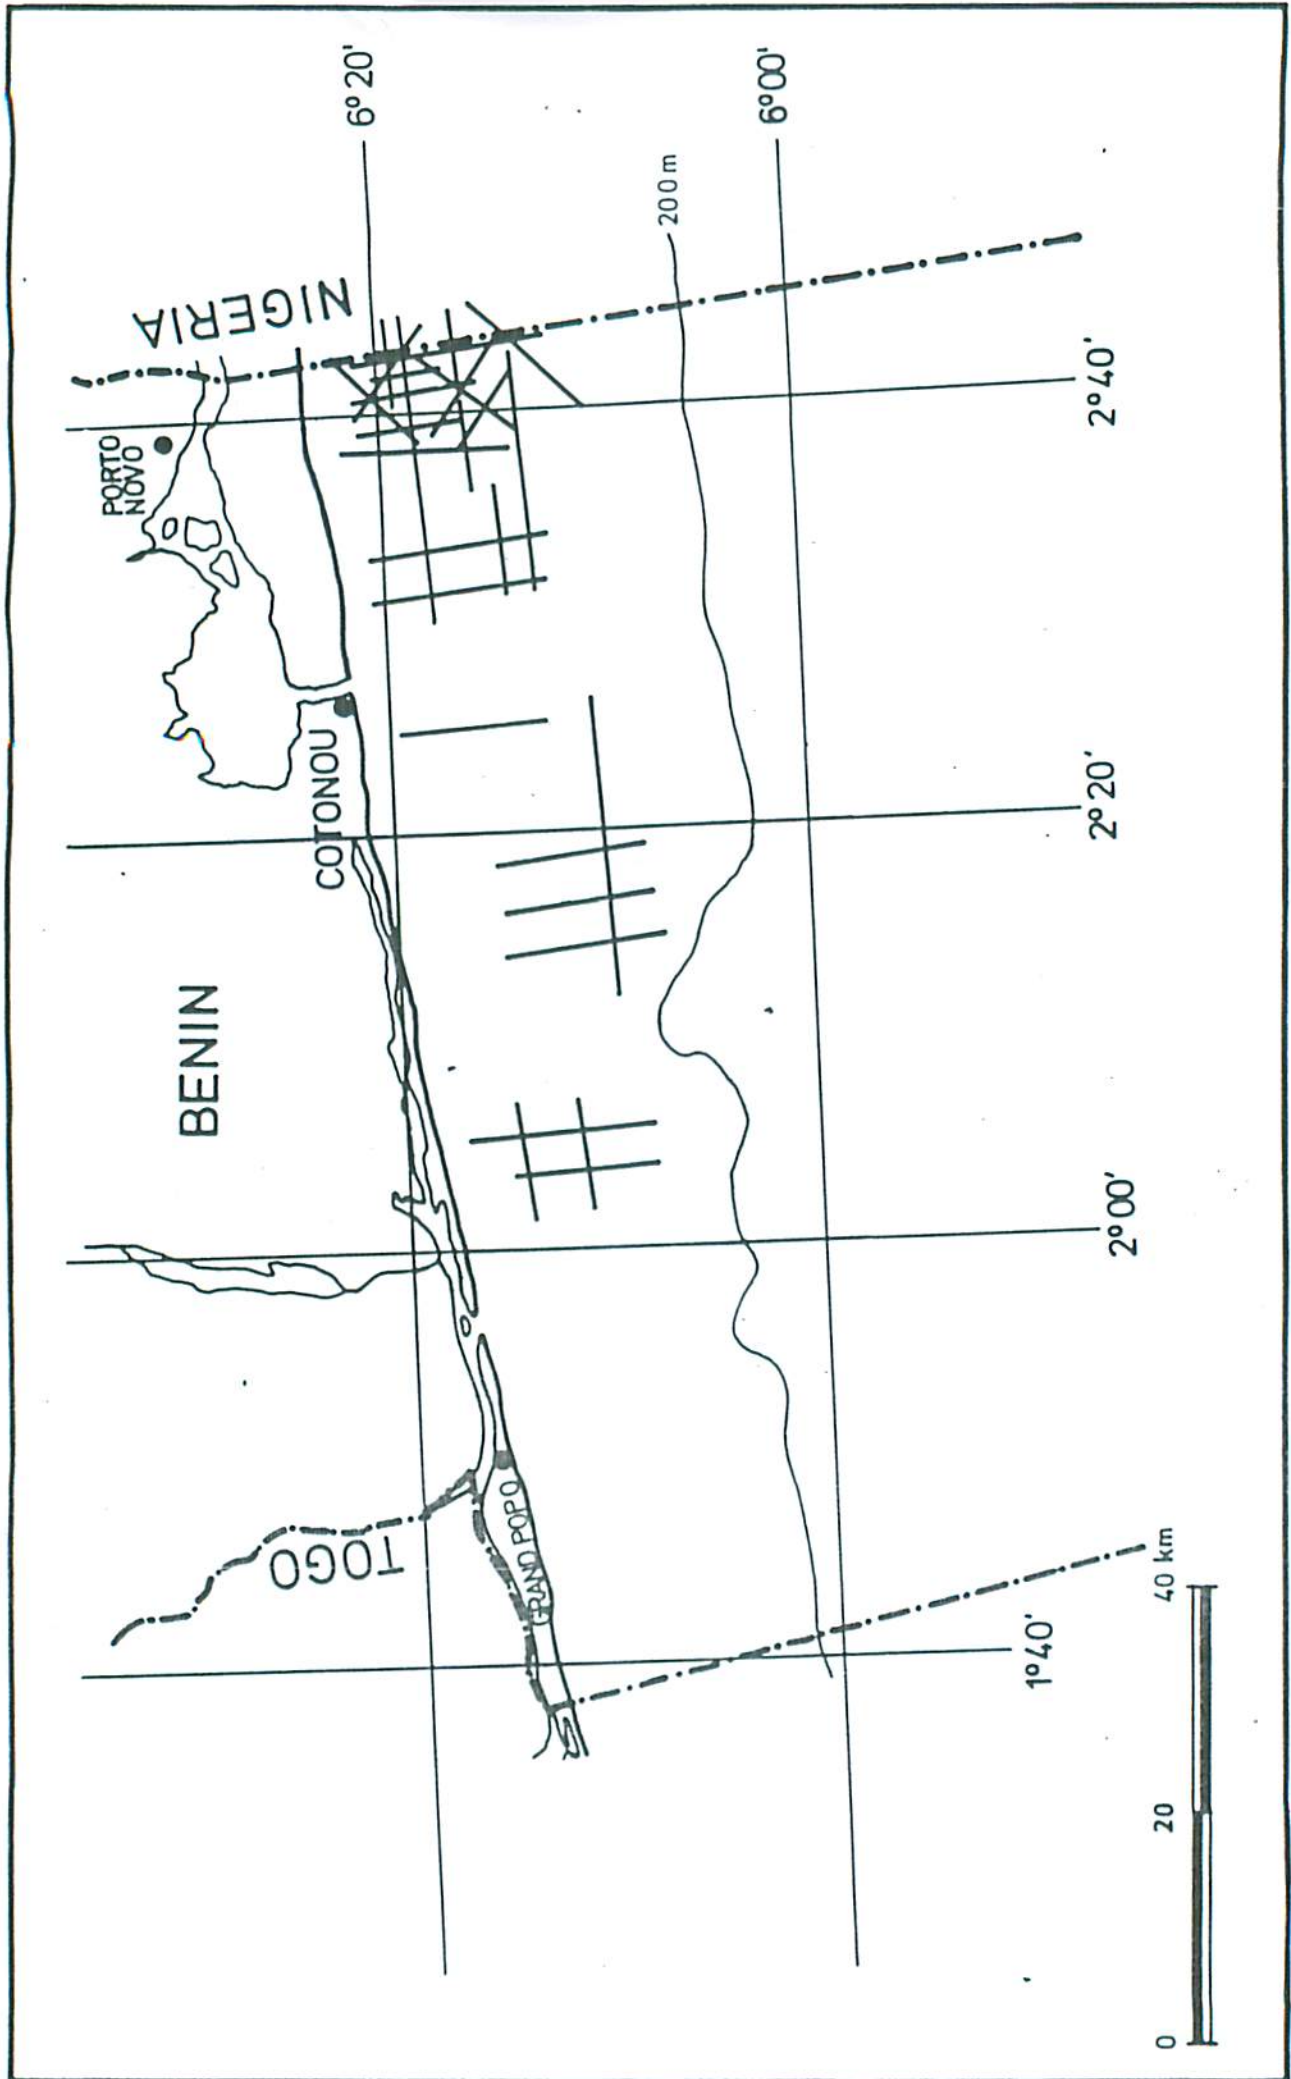 6°20'
6°00'
200 m
NIGERIA
2°40'
PORTO
NOVO
COTONOU
2°20'
BENIN
2°00'
TOGO
GRAND POPO
1°40'
0 20 40 km